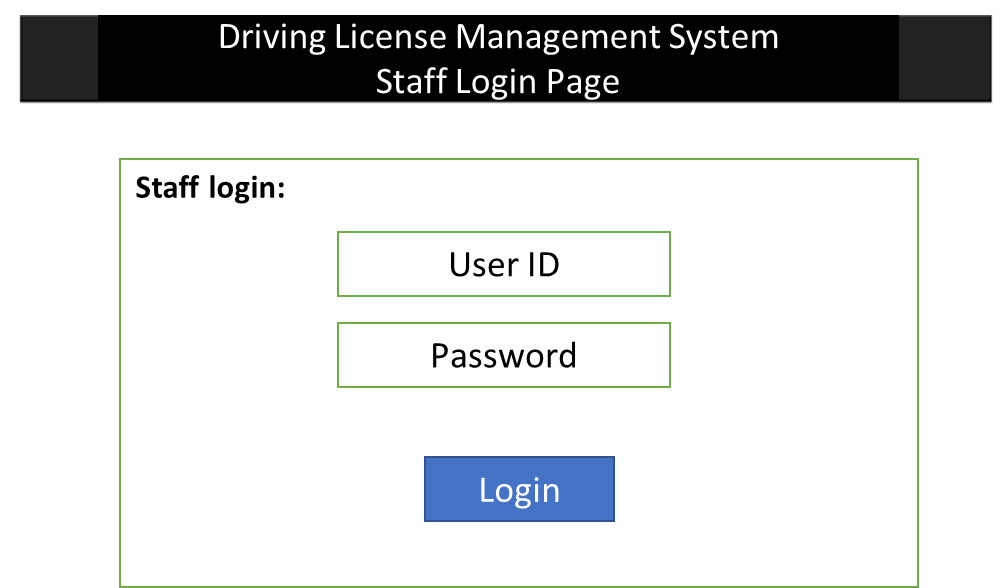 Driving License Management System
Staff Login Page
Staff login:
User ID
Password
Login